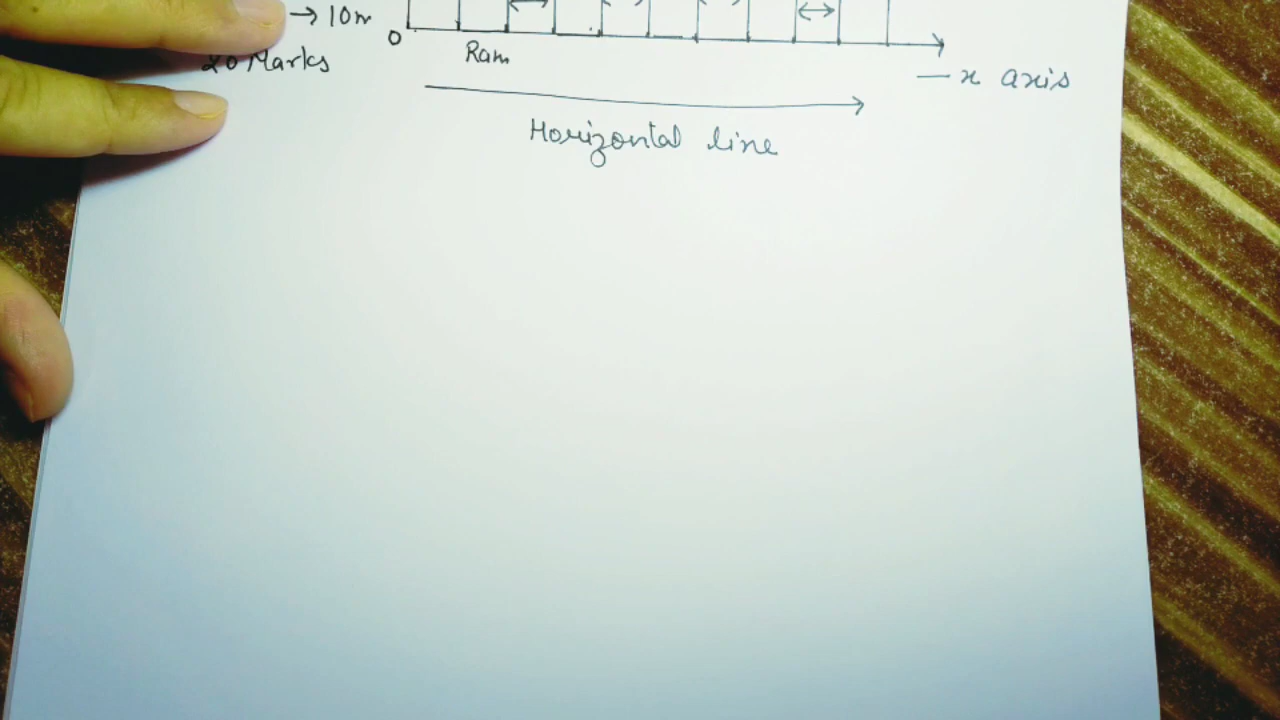 → 10m
0
20 Marks
Ram
— x axis
Horizontal line